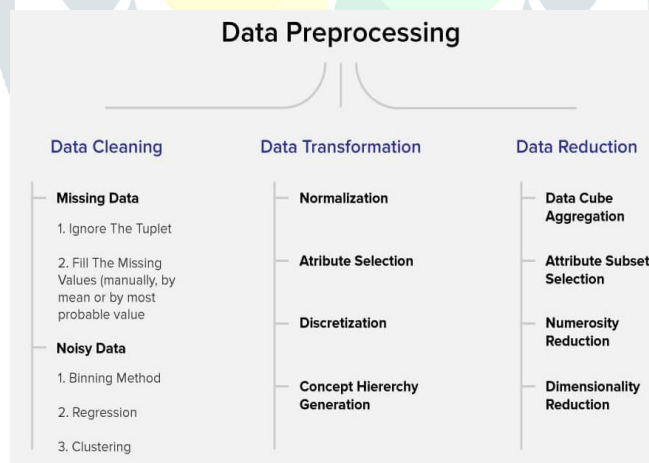 Data Preprocessing
Data Cleaning
Missing Data
1. Ignore The Tuplet
2. Fill The Missing
Values (manually, by
mean or by most
probable value
Noisy Data
1. Binning Method
2. Regression
3. Clustering
Data Transformation
Normalization
Atribute Selection
Discretization
Concept Hiererchy
Generation
Data Reduction
Data Cube
Aggregation
Attribute Subset
Selection
Numerosity
Reduction
Dimensionality
Reduction